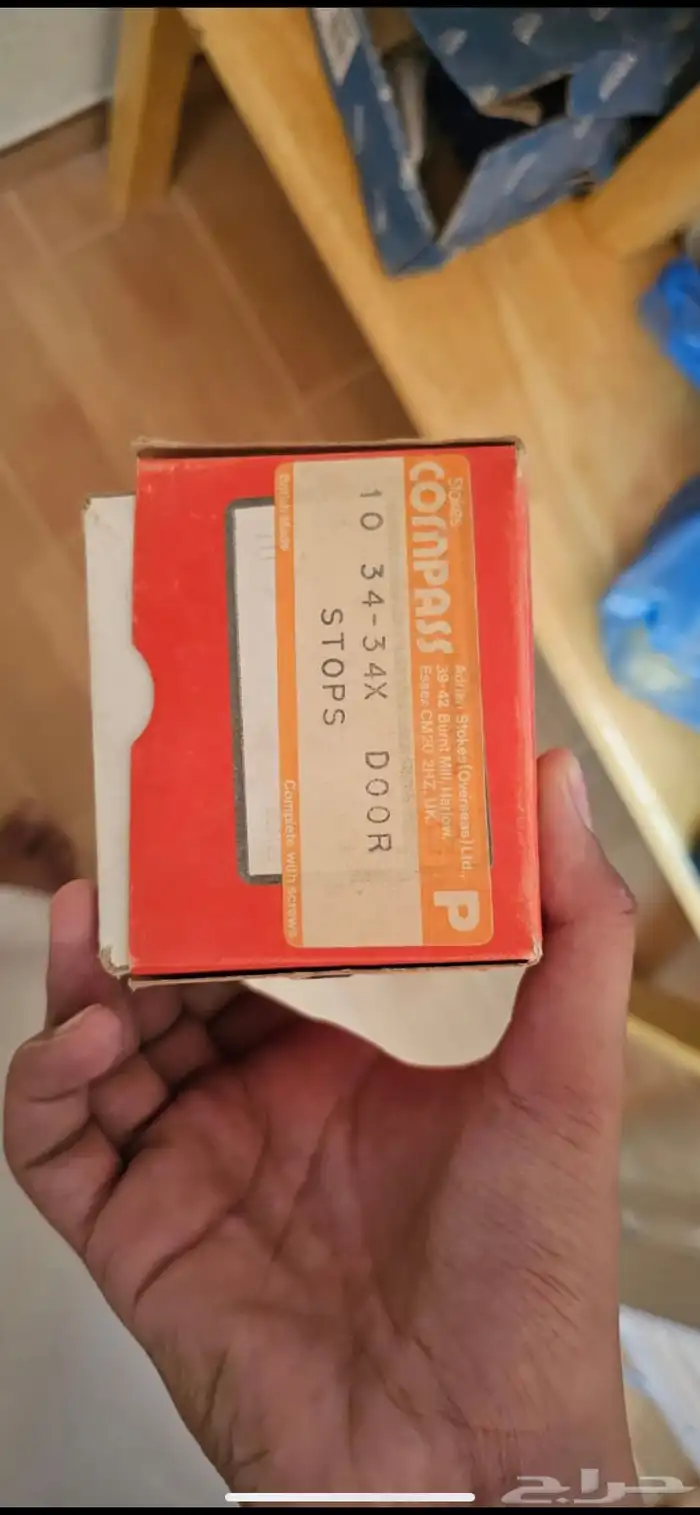 Stokes
COMPASS
Adrian Stokes (Overseas) Ltd.,
39-42 Burnt Mill, Harlow,
Essex CM20 2HZ, UK.
P
10 34-34X DOOR
STOPS
British Made
Complete with screws
حراج